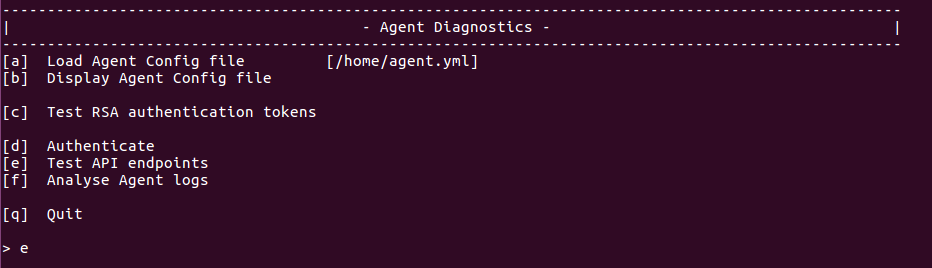 ----------------------------------------------------------------------------------------------------
|                                       - Agent Diagnostics -                                      |
----------------------------------------------------------------------------------------------------
[a]  Load Agent Config file         [/home/agent.yml]
[b]  Display Agent Config file
[c]  Test RSA authentication tokens
[d]  Authenticate
[e]  Test API endpoints
[f]  Analyse Agent logs
[q]  Quit
> e